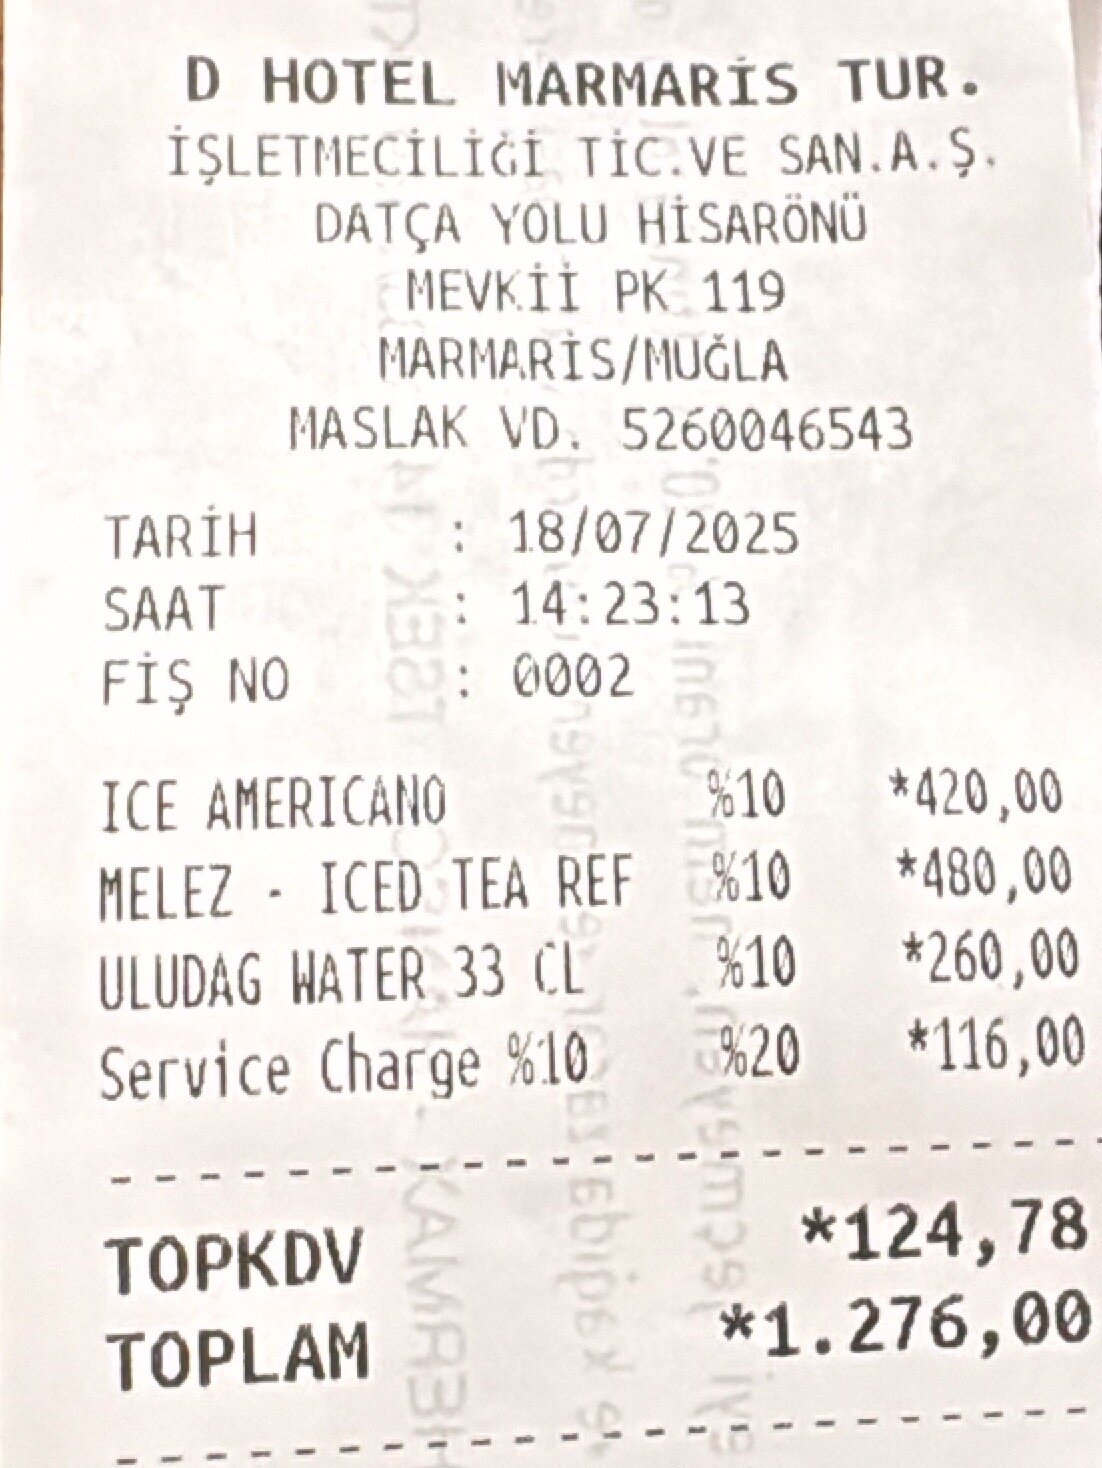 D HOTEL MARMARİS TUR.
İŞLETMECİLİĞİ TİC.VE SAN.A.Ş.
DATÇA YOLU HİSARÖNÜ
MEVKİİ PK 119
MARMARİS/MUĞLA
MASLAK VD. 5260046543
TARİH : 18/07/2025
SAAT : 14:23:13
FİŞ NO : 0002
ICE AMERICANO %10 *420,00
MELEZ - ICED TEA REF %10 *480,00
ULUDAG WATER 33 CL %10 *260,00
Service Charge %10 %20 *116,00
TOPKDV *124,78
TOPLAM *1.276,00